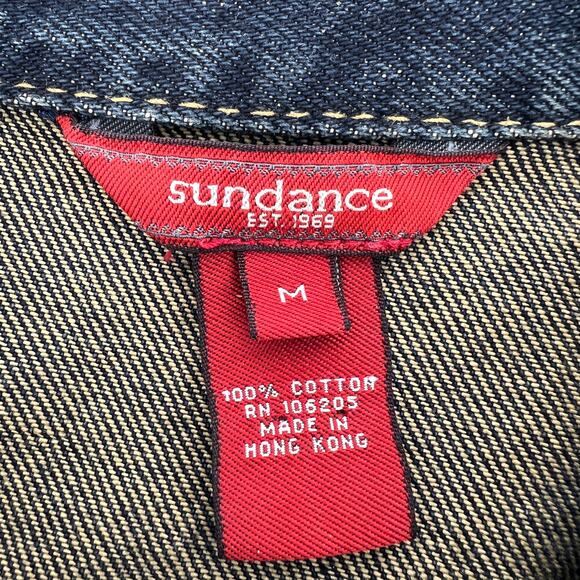 sundance
EST 1969
M
100% COTTON
RN 106205
MADE IN
HONG KONG